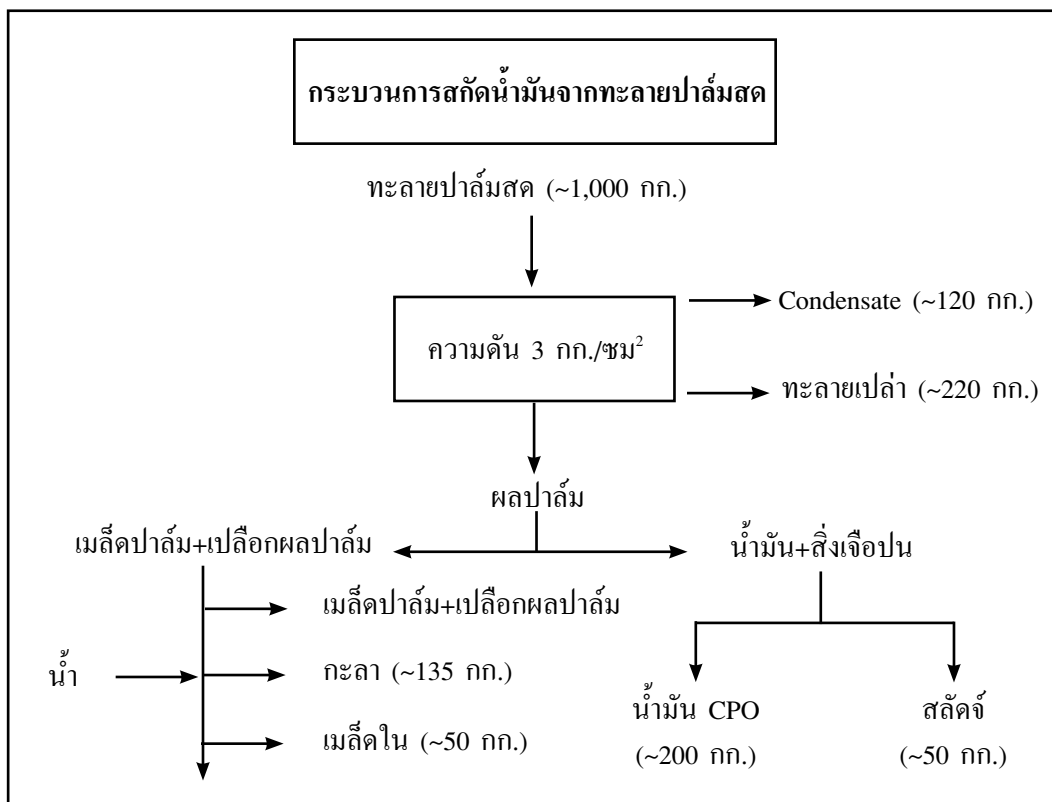 กระบวนการสกัดน้ำมันจากทะลายปาล์มสด
ทะลายปาล์มสด (~1,000 กก.)
Condensate (~120 กก.)
ความดัน 3 กก./ซม²
ทะลายเปล่า (~220 กก.)
ผลปาล์ม
เมล็ดปาล์ม+เปลือกผลปาล์ม
น้ำมัน+สิ่งเจือปน
เมล็ดปาล์ม+เปลือกผลปาล์ม
น้ำ
กะลา (~135 กก.)
เมล็ดใน (~50 กก.)
น้ำมัน CPO
(~200 กก.)
สลัดจ์
(~50 กก.)